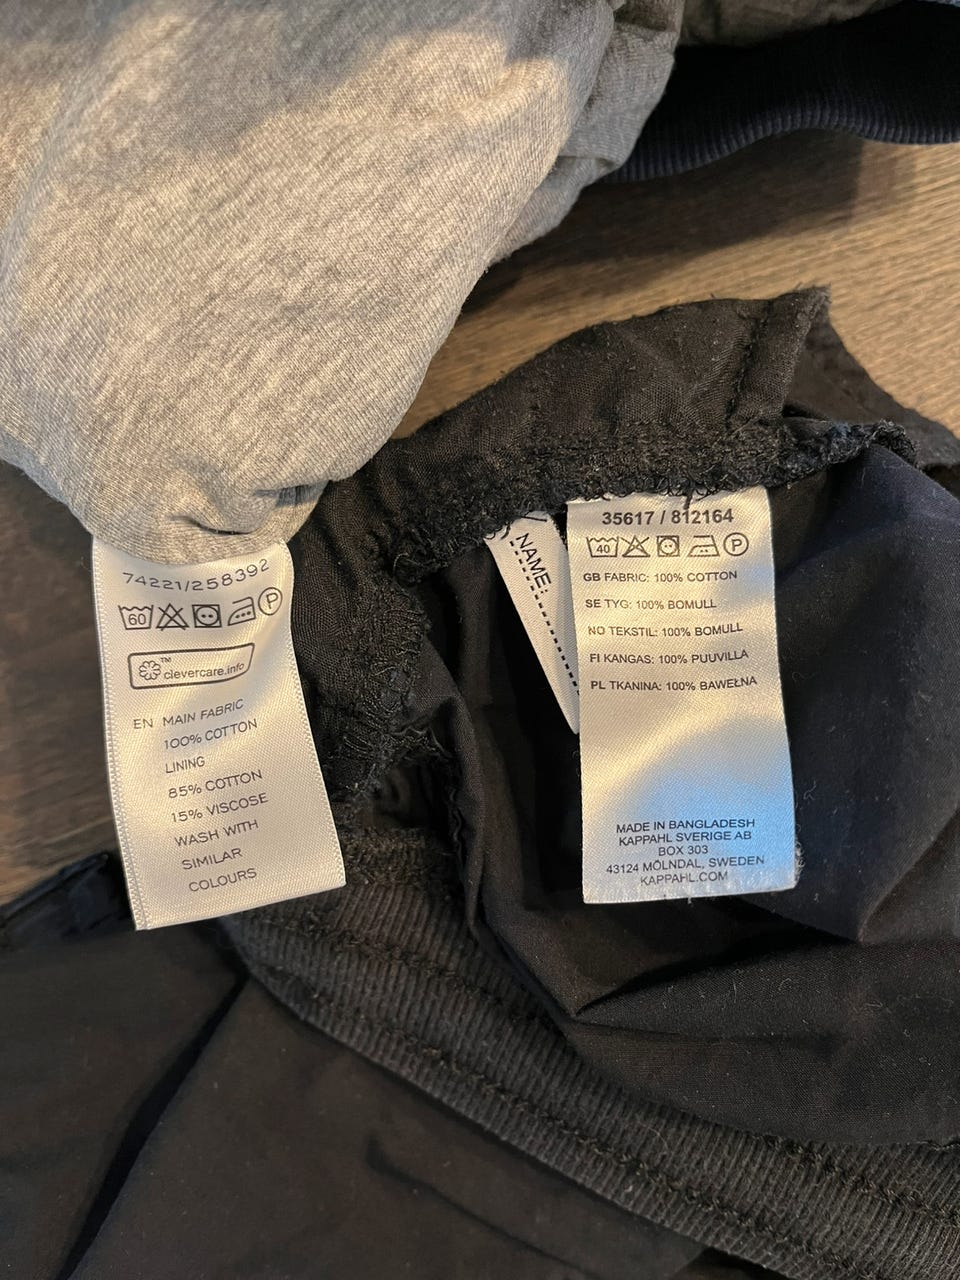 74221/258392
60 P
clevercare.info™
EN MAIN FABRIC
100% COTTON
LINING
85% COTTON
15% VISCOSE
WASH WITH
SIMILAR
COLOURS
NAME:
35617 / 812164
40 P
GB FABRIC: 100% COTTON
SE TYG: 100% BOMULL
NO TEKSTIL: 100% BOMULL
FI KANGAS: 100% PUUVILLA
PL TKANINA: 100% BAWEŁNA
MADE IN BANGLADESH
KAPPAHL SVERIGE AB
BOX 303
43124 MÖLNDAL, SWEDEN
KAPPAHL.COM